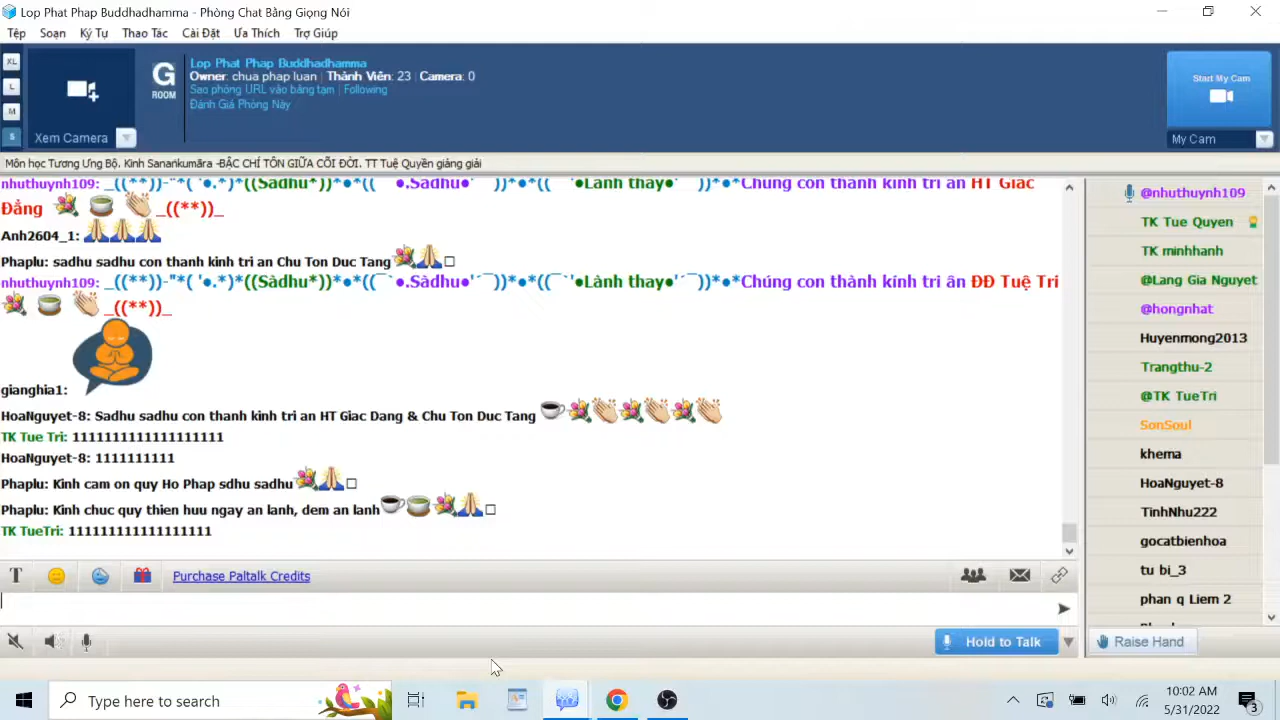 Lop Phat Phap Buddhadhamma - Phòng Chat Bằng Giọng Nói
Tệp Soạn Ký Tự Thao Tác Cài Đặt Ưa Thích Trợ Giúp
XL
L
M
S
Xem Camera
G
ROOM
Lop Phat Phap Buddhadhamma
Owner: chua phap luan | Thành Viên: 23 | Camera: 0
Sao phỏng URL vào bảng tạm | Following
Đánh Giá Phòng Này
Start My Cam
My Cam
Môn học Tương Ưng Bộ. Kinh Sanaṅkumāra -BẬC CHÍ TÔN GIỮA CÕI ĐỜI. TT Tuệ Quyền giảng giải
nhuthuynh109: _((**))-"*( '●.*)*((Sàdhu*))*●*((¯`●.Sàdhu●'´¯))*●*((¯`'●Lành thay●'´¯))*●*Chúng con thành kính tri ân HT Giác
Đẳng _((**))_
Anh2604_1:
Phaplu: sadhu sadhu con thanh kinh tri an Chu Ton Duc Tang
nhuthuynh109: _((**))-"*( '●.*)*((Sàdhu*))*●*((¯`●.Sàdhu●'´¯))*●*((¯`'●Lành thay●'´¯))*●*Chúng con thành kính tri ân ĐĐ Tuệ Tri
_((**))_
gianghia1:
HoaNguyet-8: Sadhu sadhu con thanh kinh tri an HT Giac Dang & Chu Ton Duc Tang
TK Tue Tri: 1111111111111111111
HoaNguyet-8: 1111111111
Phaplu: Kinh cam on quy Ho Phap sdhu sadhu
Phaplu: Kinh chuc quy thien huu ngay an lanh, dem an lanh
TK TueTri: 111111111111111111
@nhuthuynh109
TK Tue Quyen
TK minhhanh
@Lang Gia Nguyet
@hongnhat
Huyenmong2013
Trangthu-2
@TK TueTri
SonSoul
khema
HoaNguyet-8
TinhNhu222
gocatbienhoa
tu bi_3
phan q Liem 2
T
Purchase Paltalk Credits
Hold to Talk
Raise Hand
Type here to search
10:02 AM
5/31/2022
3